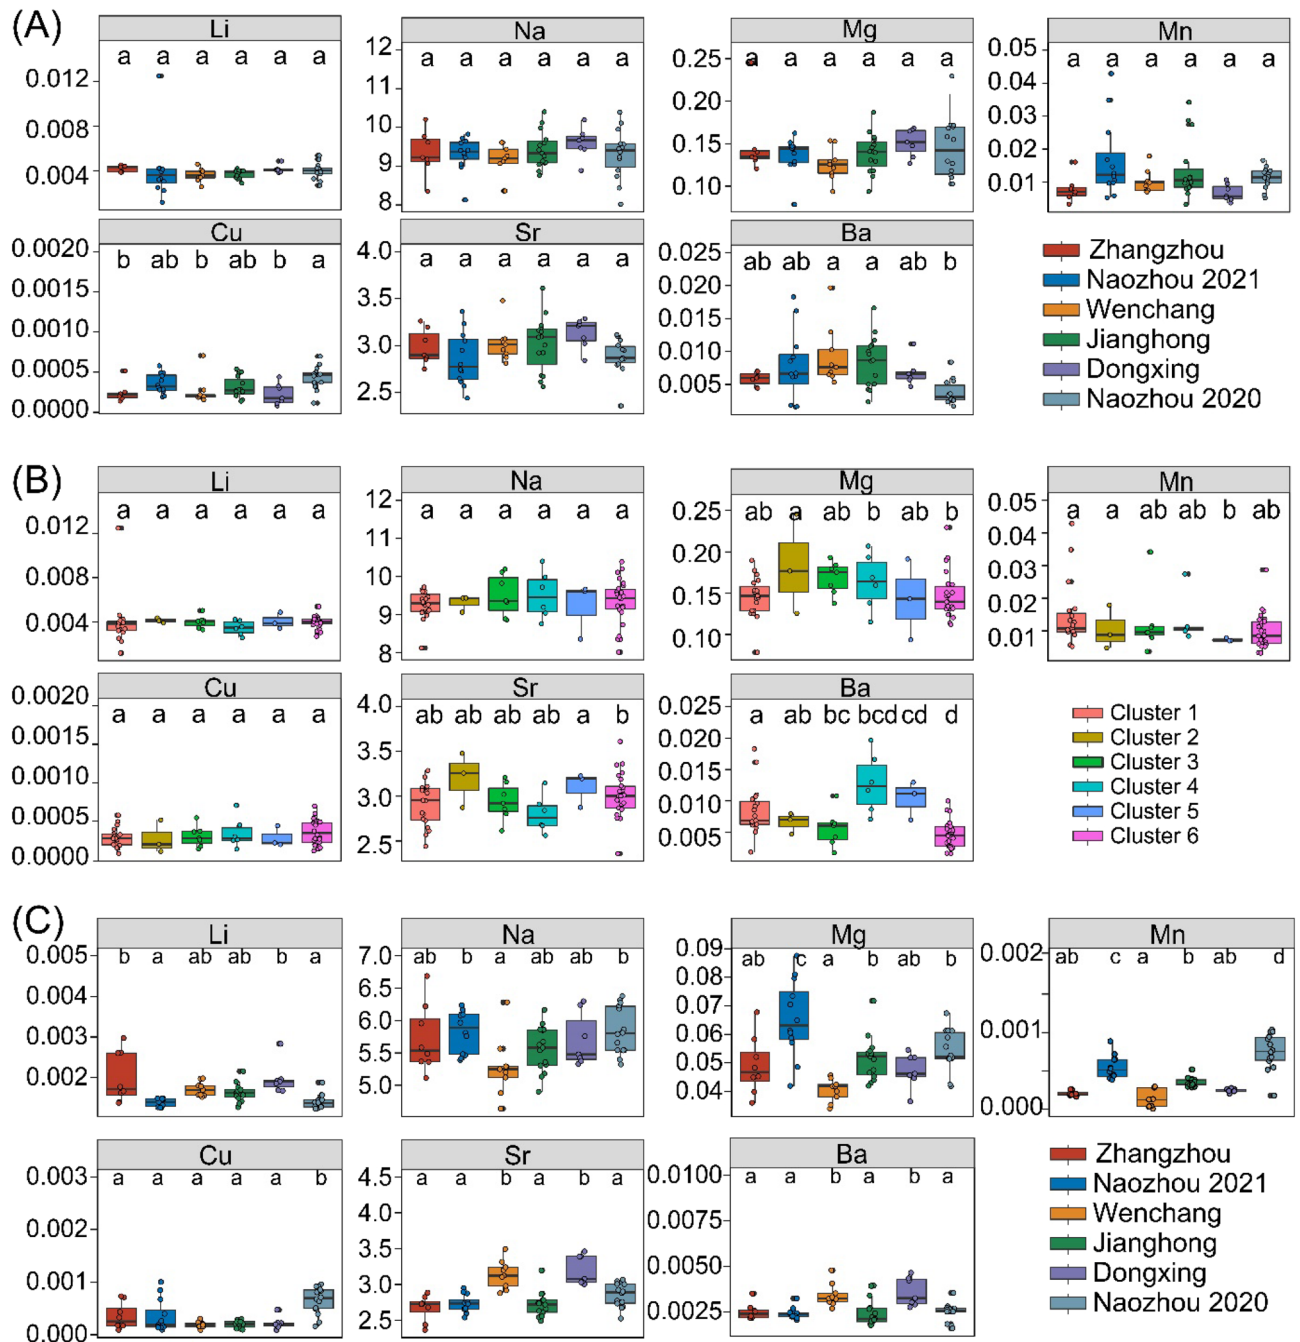 (A)
Li
Na
Mg
Mn
0.012
0.008
0.004
a a a a a a
12
11
10
9
8
a a a a a a
0.25
0.20
0.15
0.10
a a a a a a
0.05
0.04
0.03
0.02
0.01
a a a a a a
Cu
Sr
Ba
0.0020
0.0015
0.0010
0.0005
0.0000
b ab b ab b a
4.0
3.5
3.0
2.5
a a a a a a
0.025
0.020
0.015
0.010
0.005
ab ab a a ab b
Zhangzhou
Naozhou 2021
Wenchang
Jianghong
Dongxing
Naozhou 2020
(B)
Li
Na
Mg
Mn
0.012
0.008
0.004
a a a a a a
12
11
10
9
8
a a a a a a
0.25
0.20
0.15
0.10
ab a ab b ab b
0.05
0.04
0.03
0.02
0.01
a a ab ab b ab
Cu
Sr
Ba
0.0020
0.0015
0.0010
0.0005
0.0000
a a a a a a
4.0
3.5
3.0
2.5
ab ab ab ab a b
0.025
0.020
0.015
0.010
0.005
a ab bc bcd cd d
Cluster 1
Cluster 2
Cluster 3
Cluster 4
Cluster 5
Cluster 6
(C)
Li
Na
Mg
Mn
0.005
0.004
0.003
0.002
b a ab ab b a
7.0
6.5
6.0
5.5
5.0
ab b a ab ab b
0.09
0.08
0.07
0.06
0.05
0.04
ab c a b ab b
0.002
0.001
0.000
ab c a b ab d
Cu
Sr
Ba
0.003
0.002
0.001
0.000
a a a a a b
4.5
4.0
3.5
3.0
2.5
a a b a b a
0.0100
0.0075
0.0050
0.0025
a a b a b a
Zhangzhou
Naozhou 2021
Wenchang
Jianghong
Dongxing
Naozhou 2020